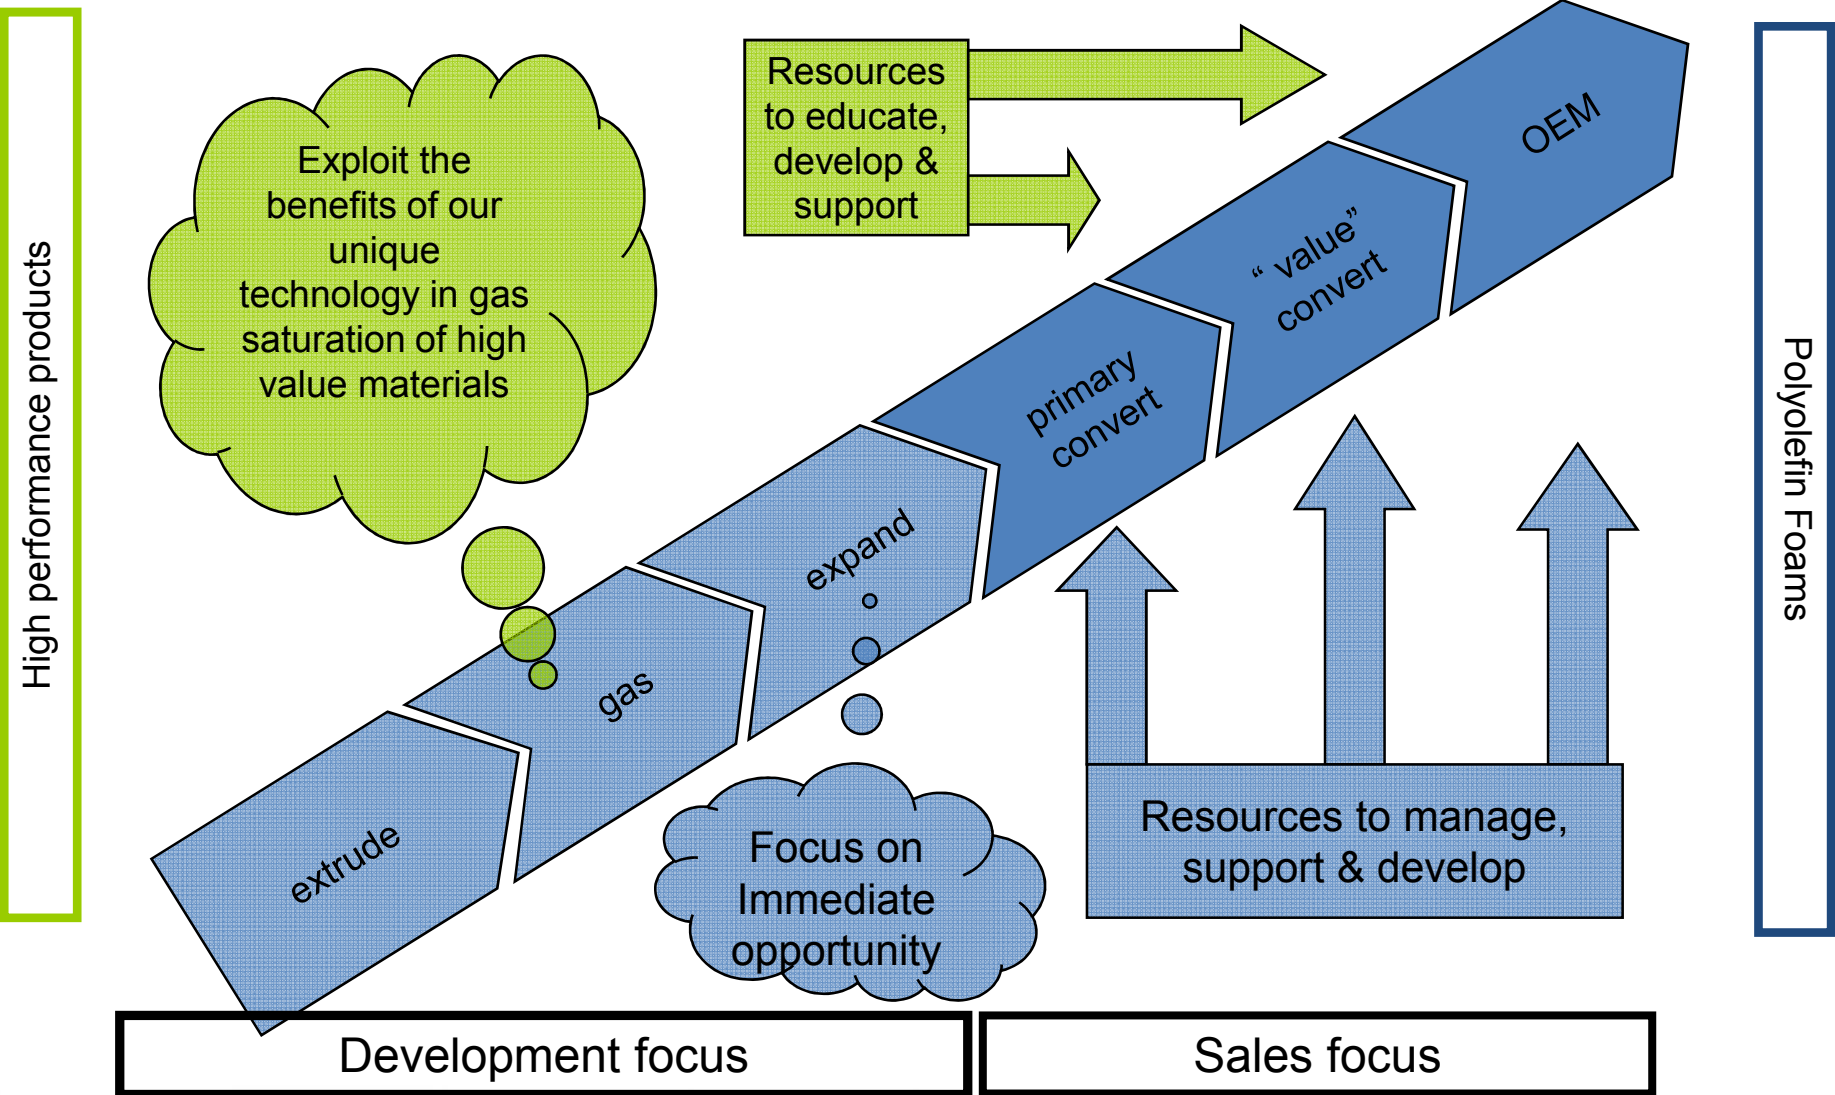 High performance products
Exploit the
benefits of our
unique
technology in gas
saturation of high
value materials
Resources
to educate,
develop &
support
extrude
gas
expand
primary
convert
“ value”
convert
OEM
Focus on
Immediate
opportunity
Resources to manage,
support & develop
Polyolefin Foams
Development focus
Sales focus